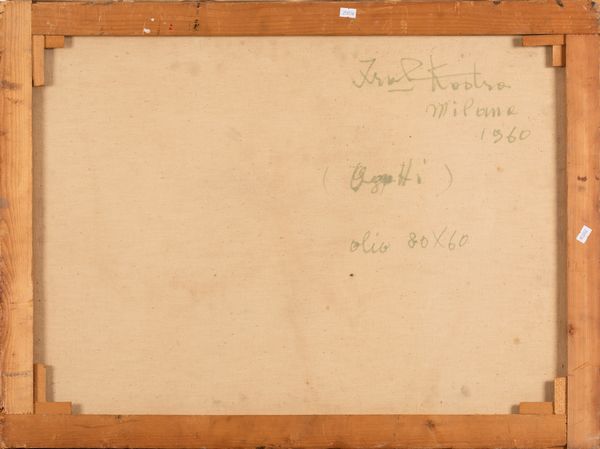 Kodra
Milano
1960
(Oggetti)
olio 80X60